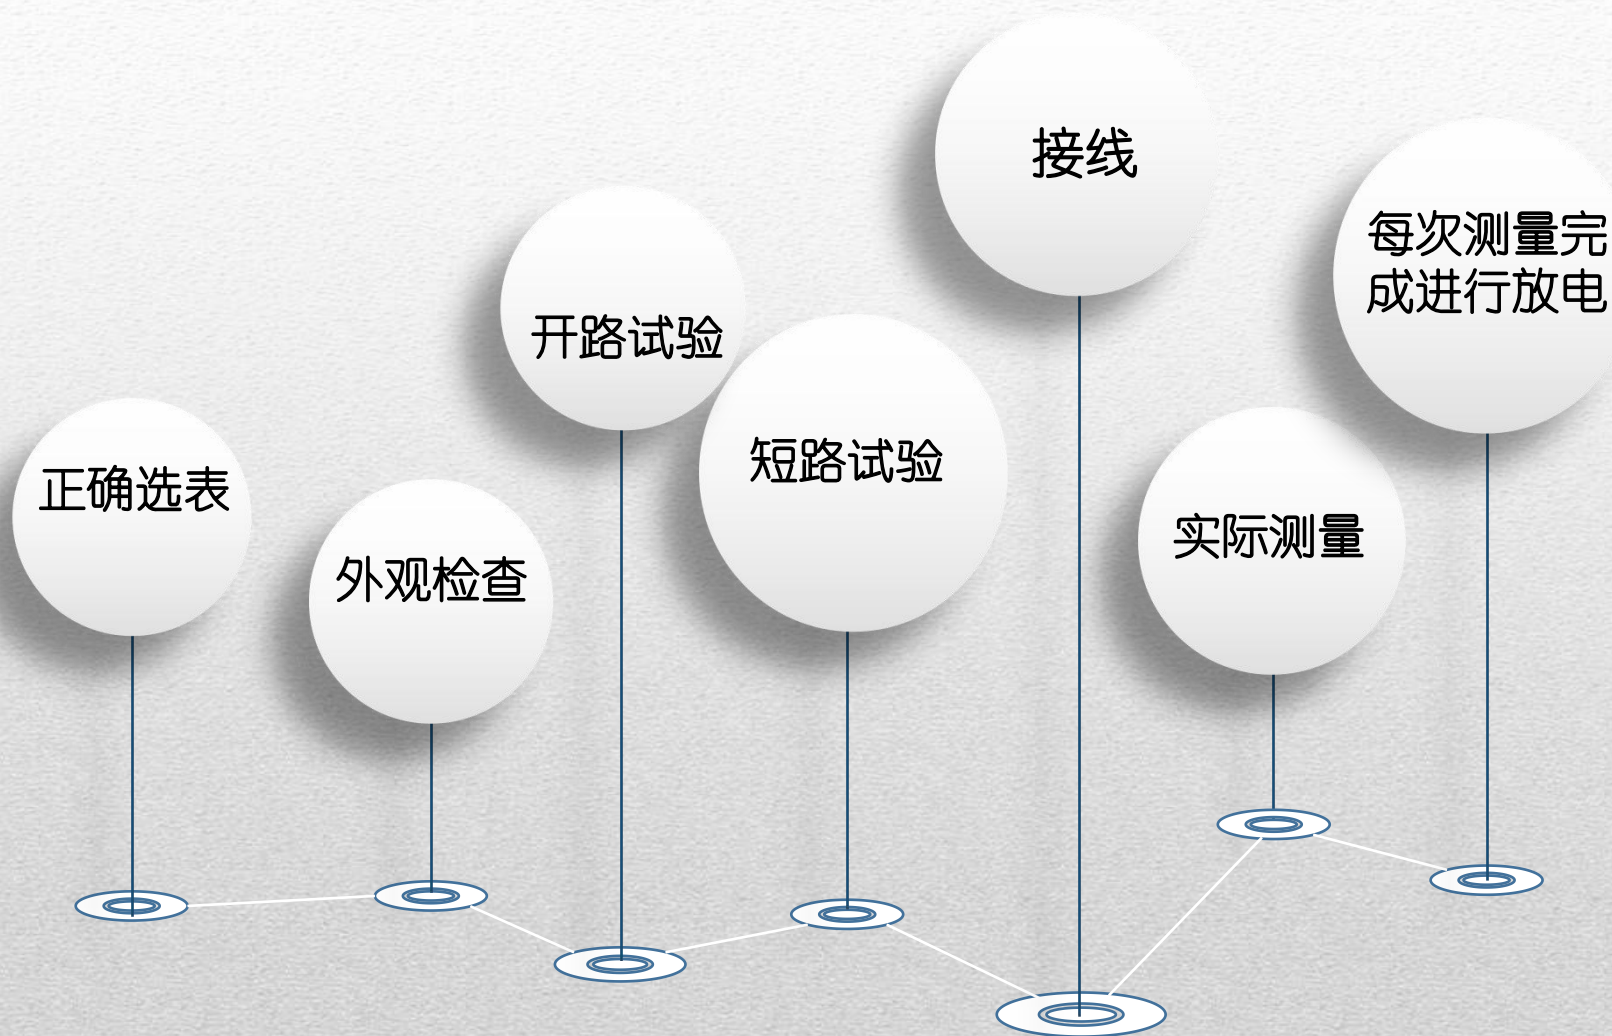 正确选表
外观检查
开路试验
短路试验
接线
实际测量
每次测量完
成进行放电